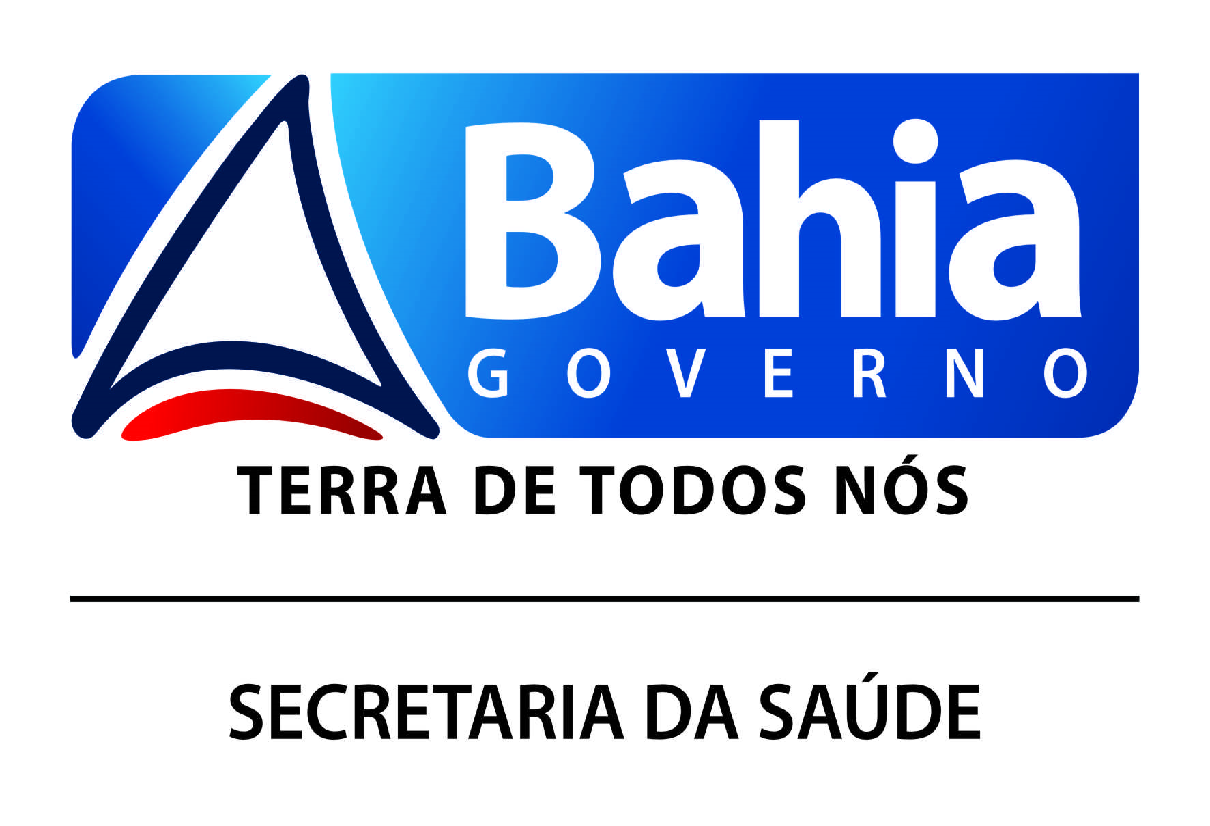 Bahia
GOVERNO
TERRA DE TODOS NÓS
SECRETARIA DA SAÚDE